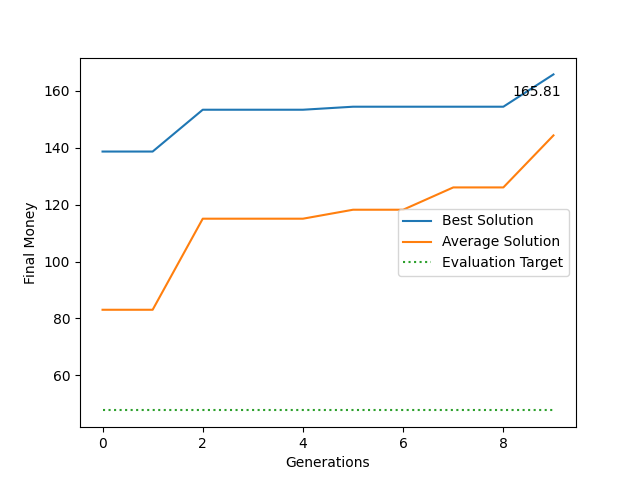 160
140
120
100
80
60
0
2
4
6
8
Final Money
Generations
165.81
Best Solution
Average Solution
Evaluation Target